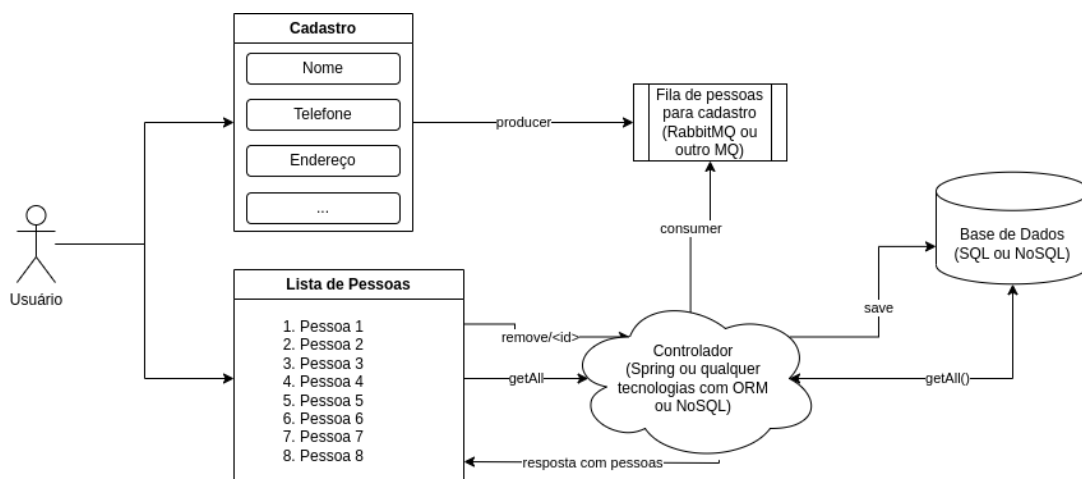 Cadastro
Nome
Telefone
Endereço
...
producer
Fila de pessoas
para cadastro
(RabbitMQ ou
outro MQ)
consumer
Base de Dados
(SQL ou NoSQL)
Usuário
Lista de Pessoas
1. Pessoa 1
2. Pessoa 2
3. Pessoa 3
4. Pessoa 4
5. Pessoa 5
6. Pessoa 6
7. Pessoa 7
8. Pessoa 8
remove/<id>
getAll
Controlador
(Spring ou qualquer
tecnologias com ORM
ou NoSQL)
save
getAll()
resposta com pessoas